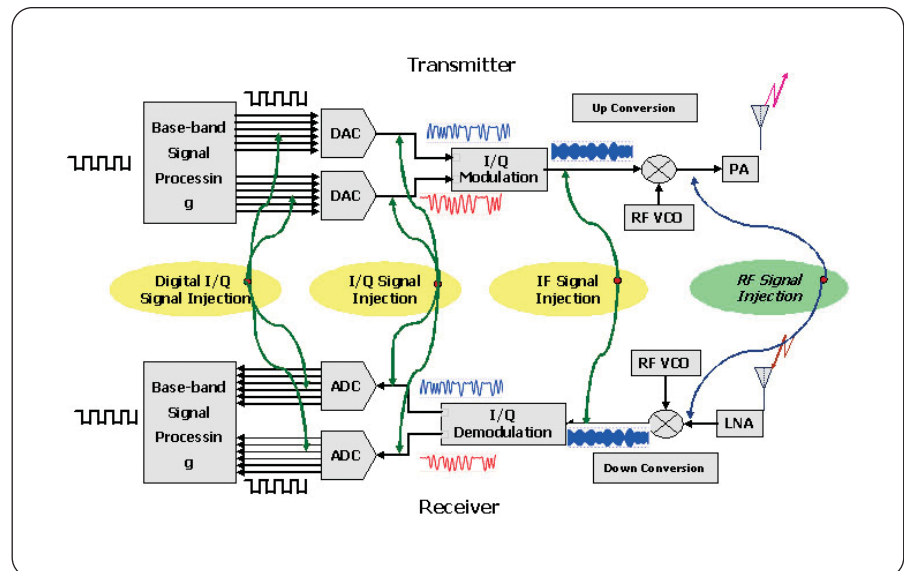 Transmitter
Up Conversion
Base-band
Signal
Processin
g
DAC
DAC
I/Q
Modulation
PA
RF VCO
Digital I/Q
Signal Injection
I/Q Signal
Injection
IF Signal
Injection
RF Signal
Injection
Base-band
Signal
Processin
g
ADC
ADC
I/Q
Demodulation
RF VCO
LNA
Down Conversion
Receiver